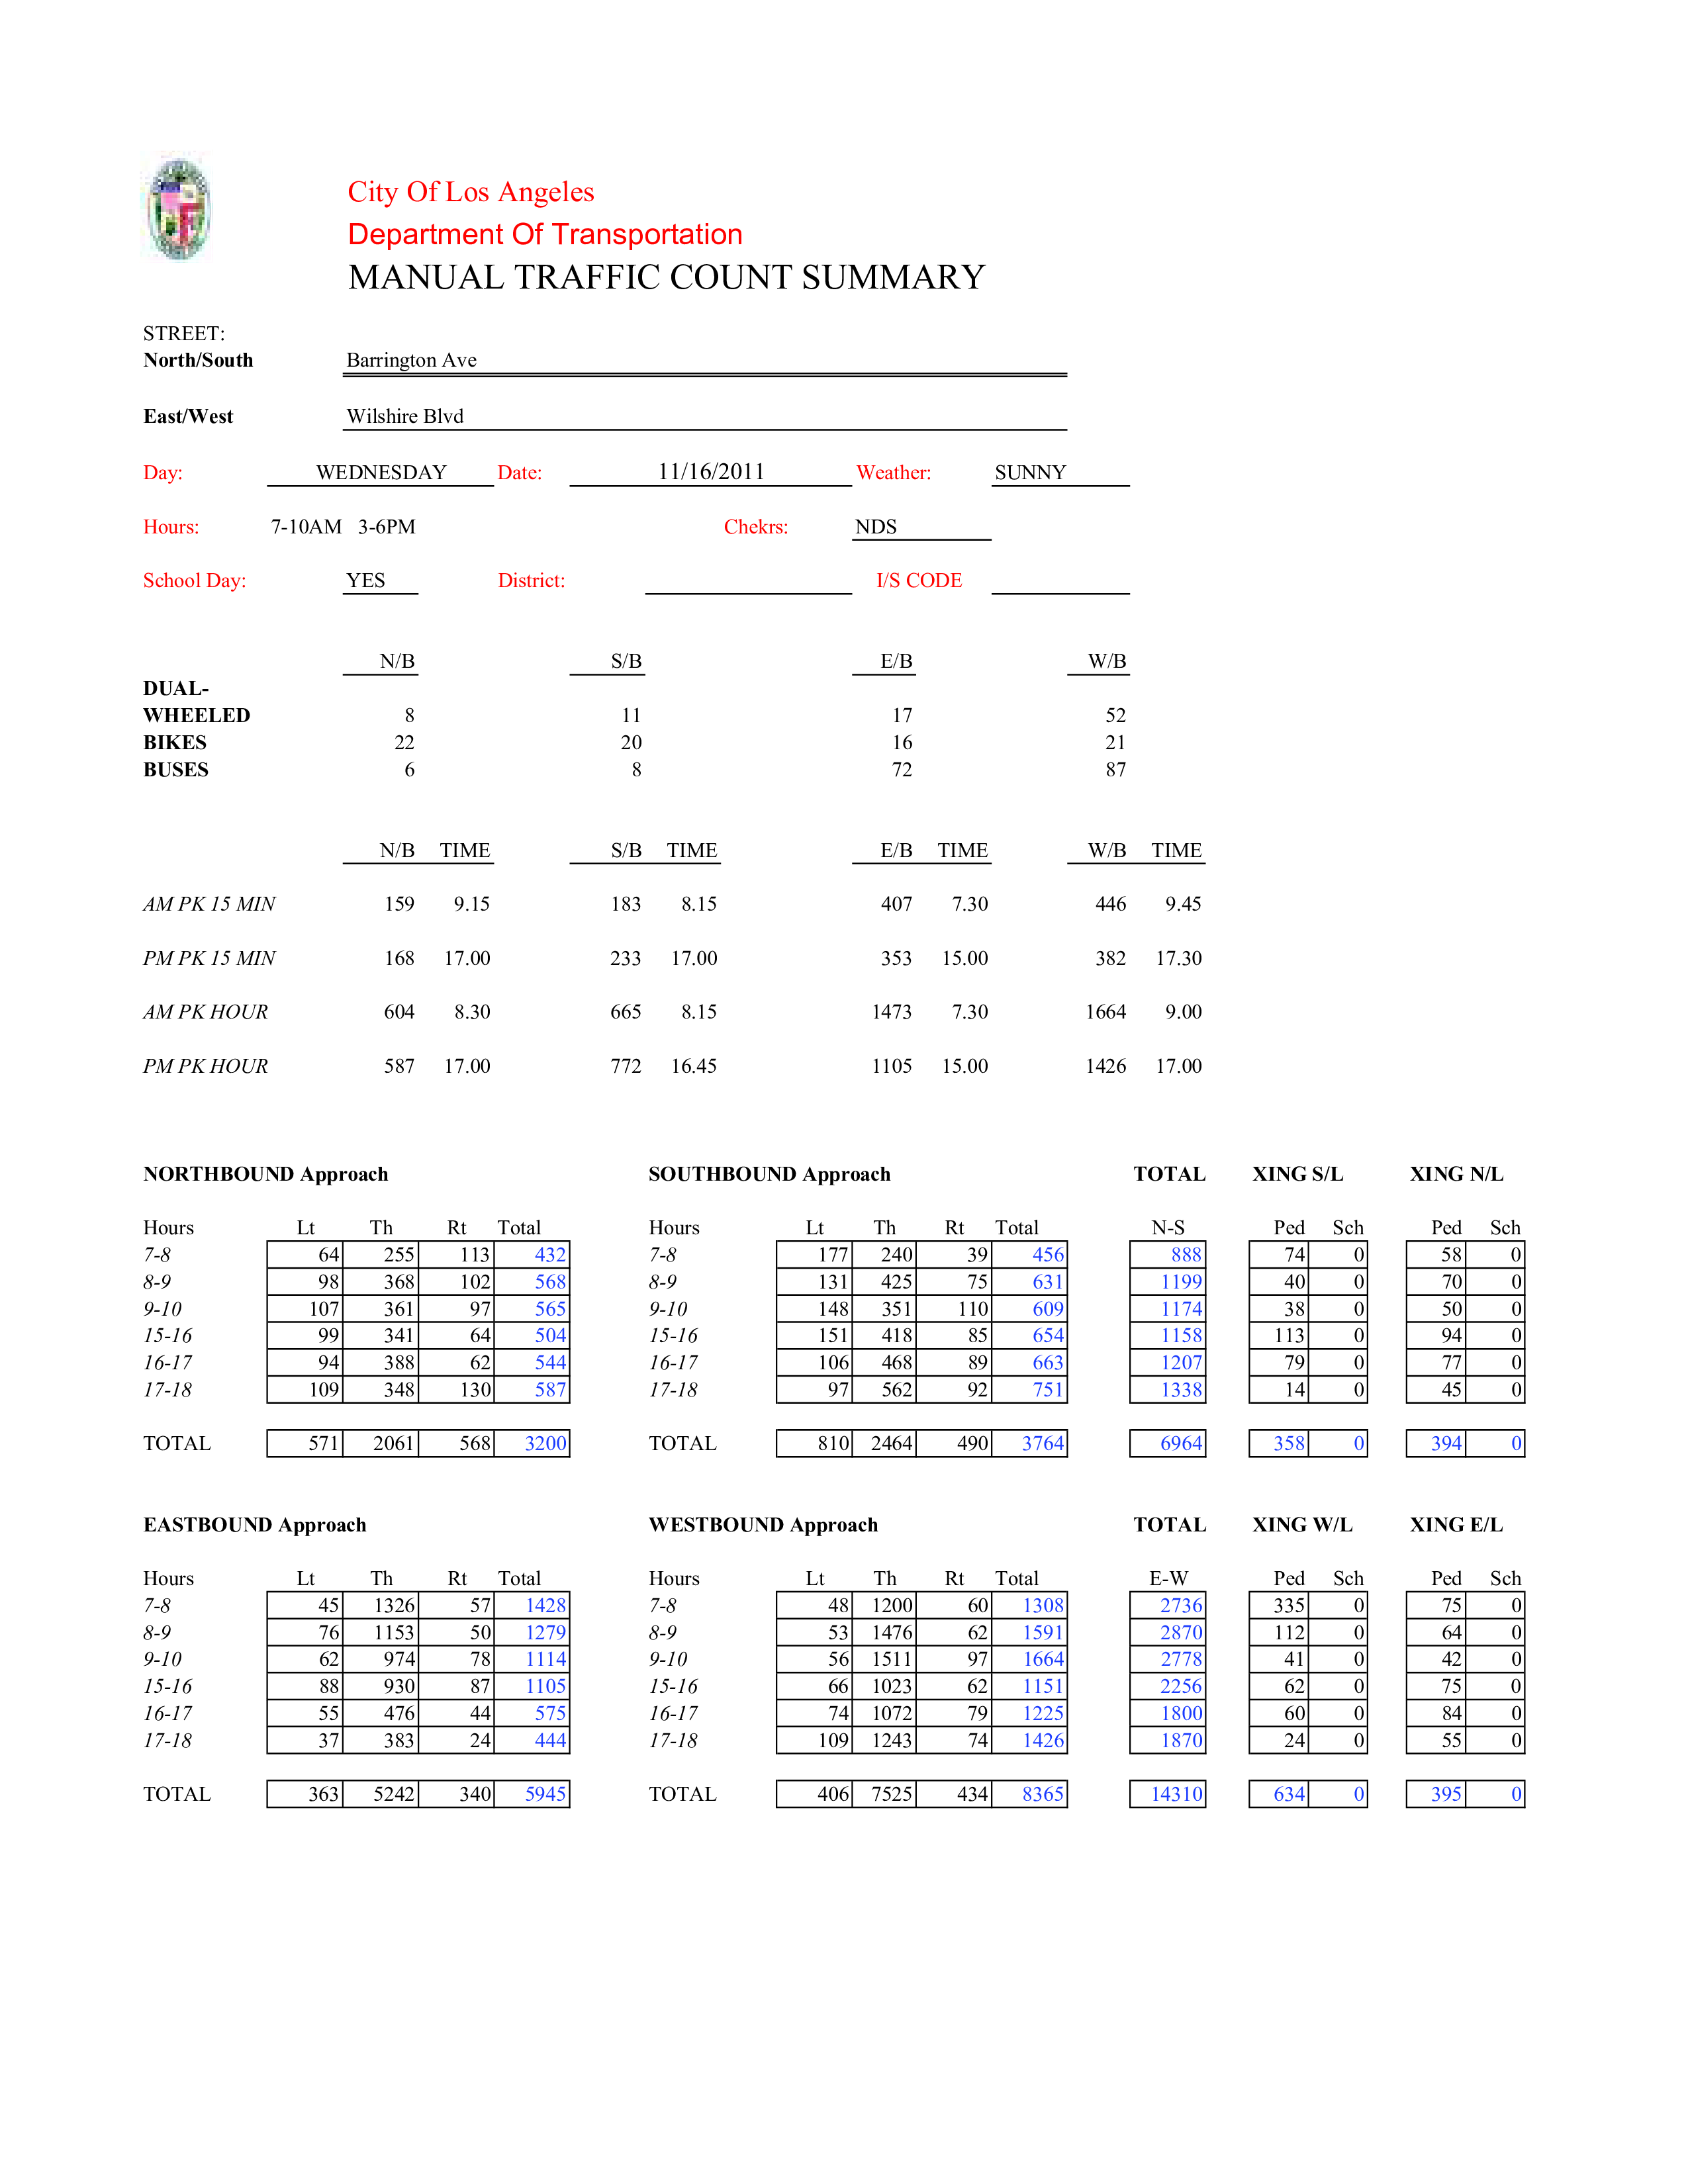 City Of Los Angeles
Department Of Transportation
MANUAL TRAFFIC COUNT SUMMARY
STREET:
North/South Barrington Ave
East/West Wilshire Blvd
Day: WEDNESDAY Date: 11/16/2011 Weather: SUNNY
Hours: 7-10AM 3-6PM Chekrs: NDS
School Day: YES District: I/S CODE
N/B S/B E/B W/B
DUAL-
WHEELED 8 11 17 52
BIKES 22 20 16 21
BUSES 6 8 72 87
N/B TIME S/B TIME E/B TIME W/B TIME
AM PK 15 MIN 159 9.15 183 8.15 407 7.30 446 9.45
PM PK 15 MIN 168 17.00 233 17.00 353 15.00 382 17.30
AM PK HOUR 604 8.30 665 8.15 1473 7.30 1664 9.00
PM PK HOUR 587 17.00 772 16.45 1105 15.00 1426 17.00
NORTHBOUND Approach SOUTHBOUND Approach TOTAL XING S/L XING N/L
Hours Lt Th Rt Total Hours Lt Th Rt Total N-S Ped Sch Ped Sch
7-8 64 255 113 432 7-8 177 240 39 456 888 74 0 58 0
8-9 98 368 102 568 8-9 131 425 75 631 1199 40 0 70 0
9-10 107 361 97 565 9-10 148 351 110 609 1174 38 0 50 0
15-16 99 341 64 504 15-16 151 418 85 654 1158 113 0 94 0
16-17 94 388 62 544 16-17 106 468 89 663 1207 79 0 77 0
17-18 109 348 130 587 17-18 97 562 92 751 1338 14 0 45 0
TOTAL 571 2061 568 3200 TOTAL 810 2464 490 3764 6964 358 0 394 0
EASTBOUND Approach WESTBOUND Approach TOTAL XING W/L XING E/L
Hours Lt Th Rt Total Hours Lt Th Rt Total E-W Ped Sch Ped Sch
7-8 45 1326 57 1428 7-8 48 1200 60 1308 2736 335 0 75 0
8-9 76 1153 50 1279 8-9 53 1476 62 1591 2870 112 0 64 0
9-10 62 974 78 1114 9-10 56 1511 97 1664 2778 41 0 42 0
15-16 88 930 87 1105 15-16 66 1023 62 1151 2256 62 0 75 0
16-17 55 476 44 575 16-17 74 1072 79 1225 1800 60 0 84 0
17-18 37 383 24 444 17-18 109 1243 74 1426 1870 24 0 55 0
TOTAL 363 5242 340 5945 TOTAL 406 7525 434 8365 14310 634 0 395 0